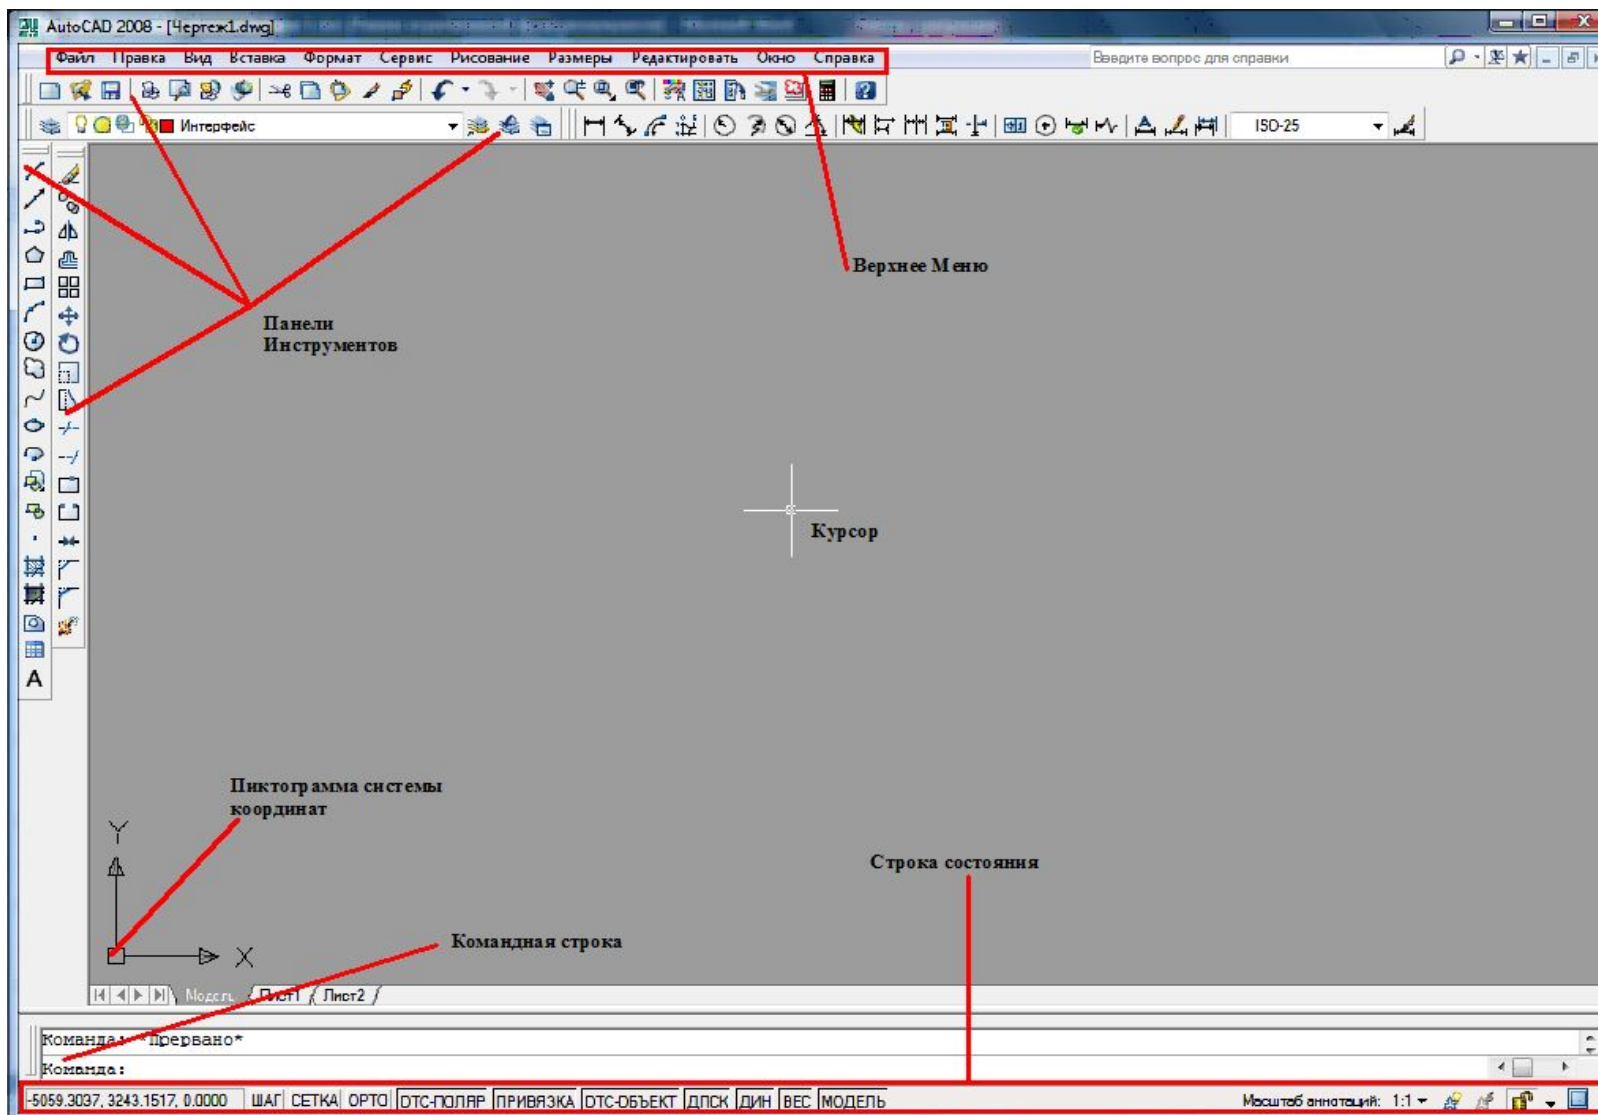 AutoCAD 2008 - [Чертеж1.dwg]
Файл Правка Вид Вставка Формат Сервис Рисование Размеры Редактировать Окно Справка
Введите вопрос для справки
Интерфейс
ISO-25
Верхнее Меню
Панели
Инструментов
Курсор
Пиктограмма системы
координат
Y
Строка состояния
Командная строка
X
Модель Лист1 Лист2
Команда: *Прервано*
Команда:
-5059.3037, 3243.1517, 0.0000 ШАГ СЕТКА ОРТО ОТС-ПОЛЯР ПРИВЯЗКА ОТС-ОБЪЕКТ ДПСК ДИН ВЕС МОДЕЛЬ Масштаб аннотаций: 1:1
A